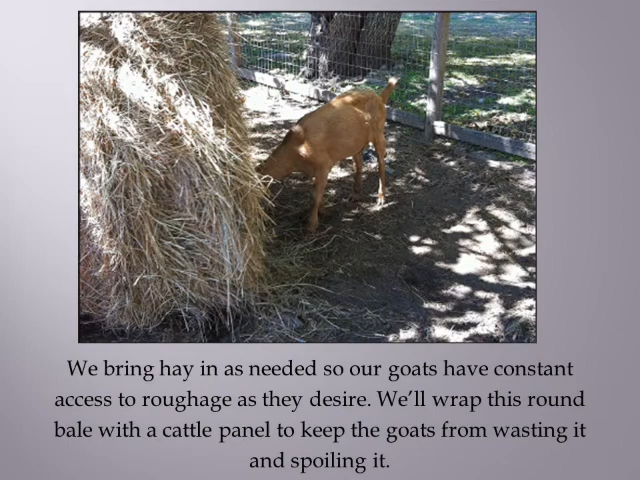 We bring hay in as needed so our goats have constant
access to roughage as they desire. We’ll wrap this round
bale with a cattle panel to keep the goats from wasting it
and spoiling it.